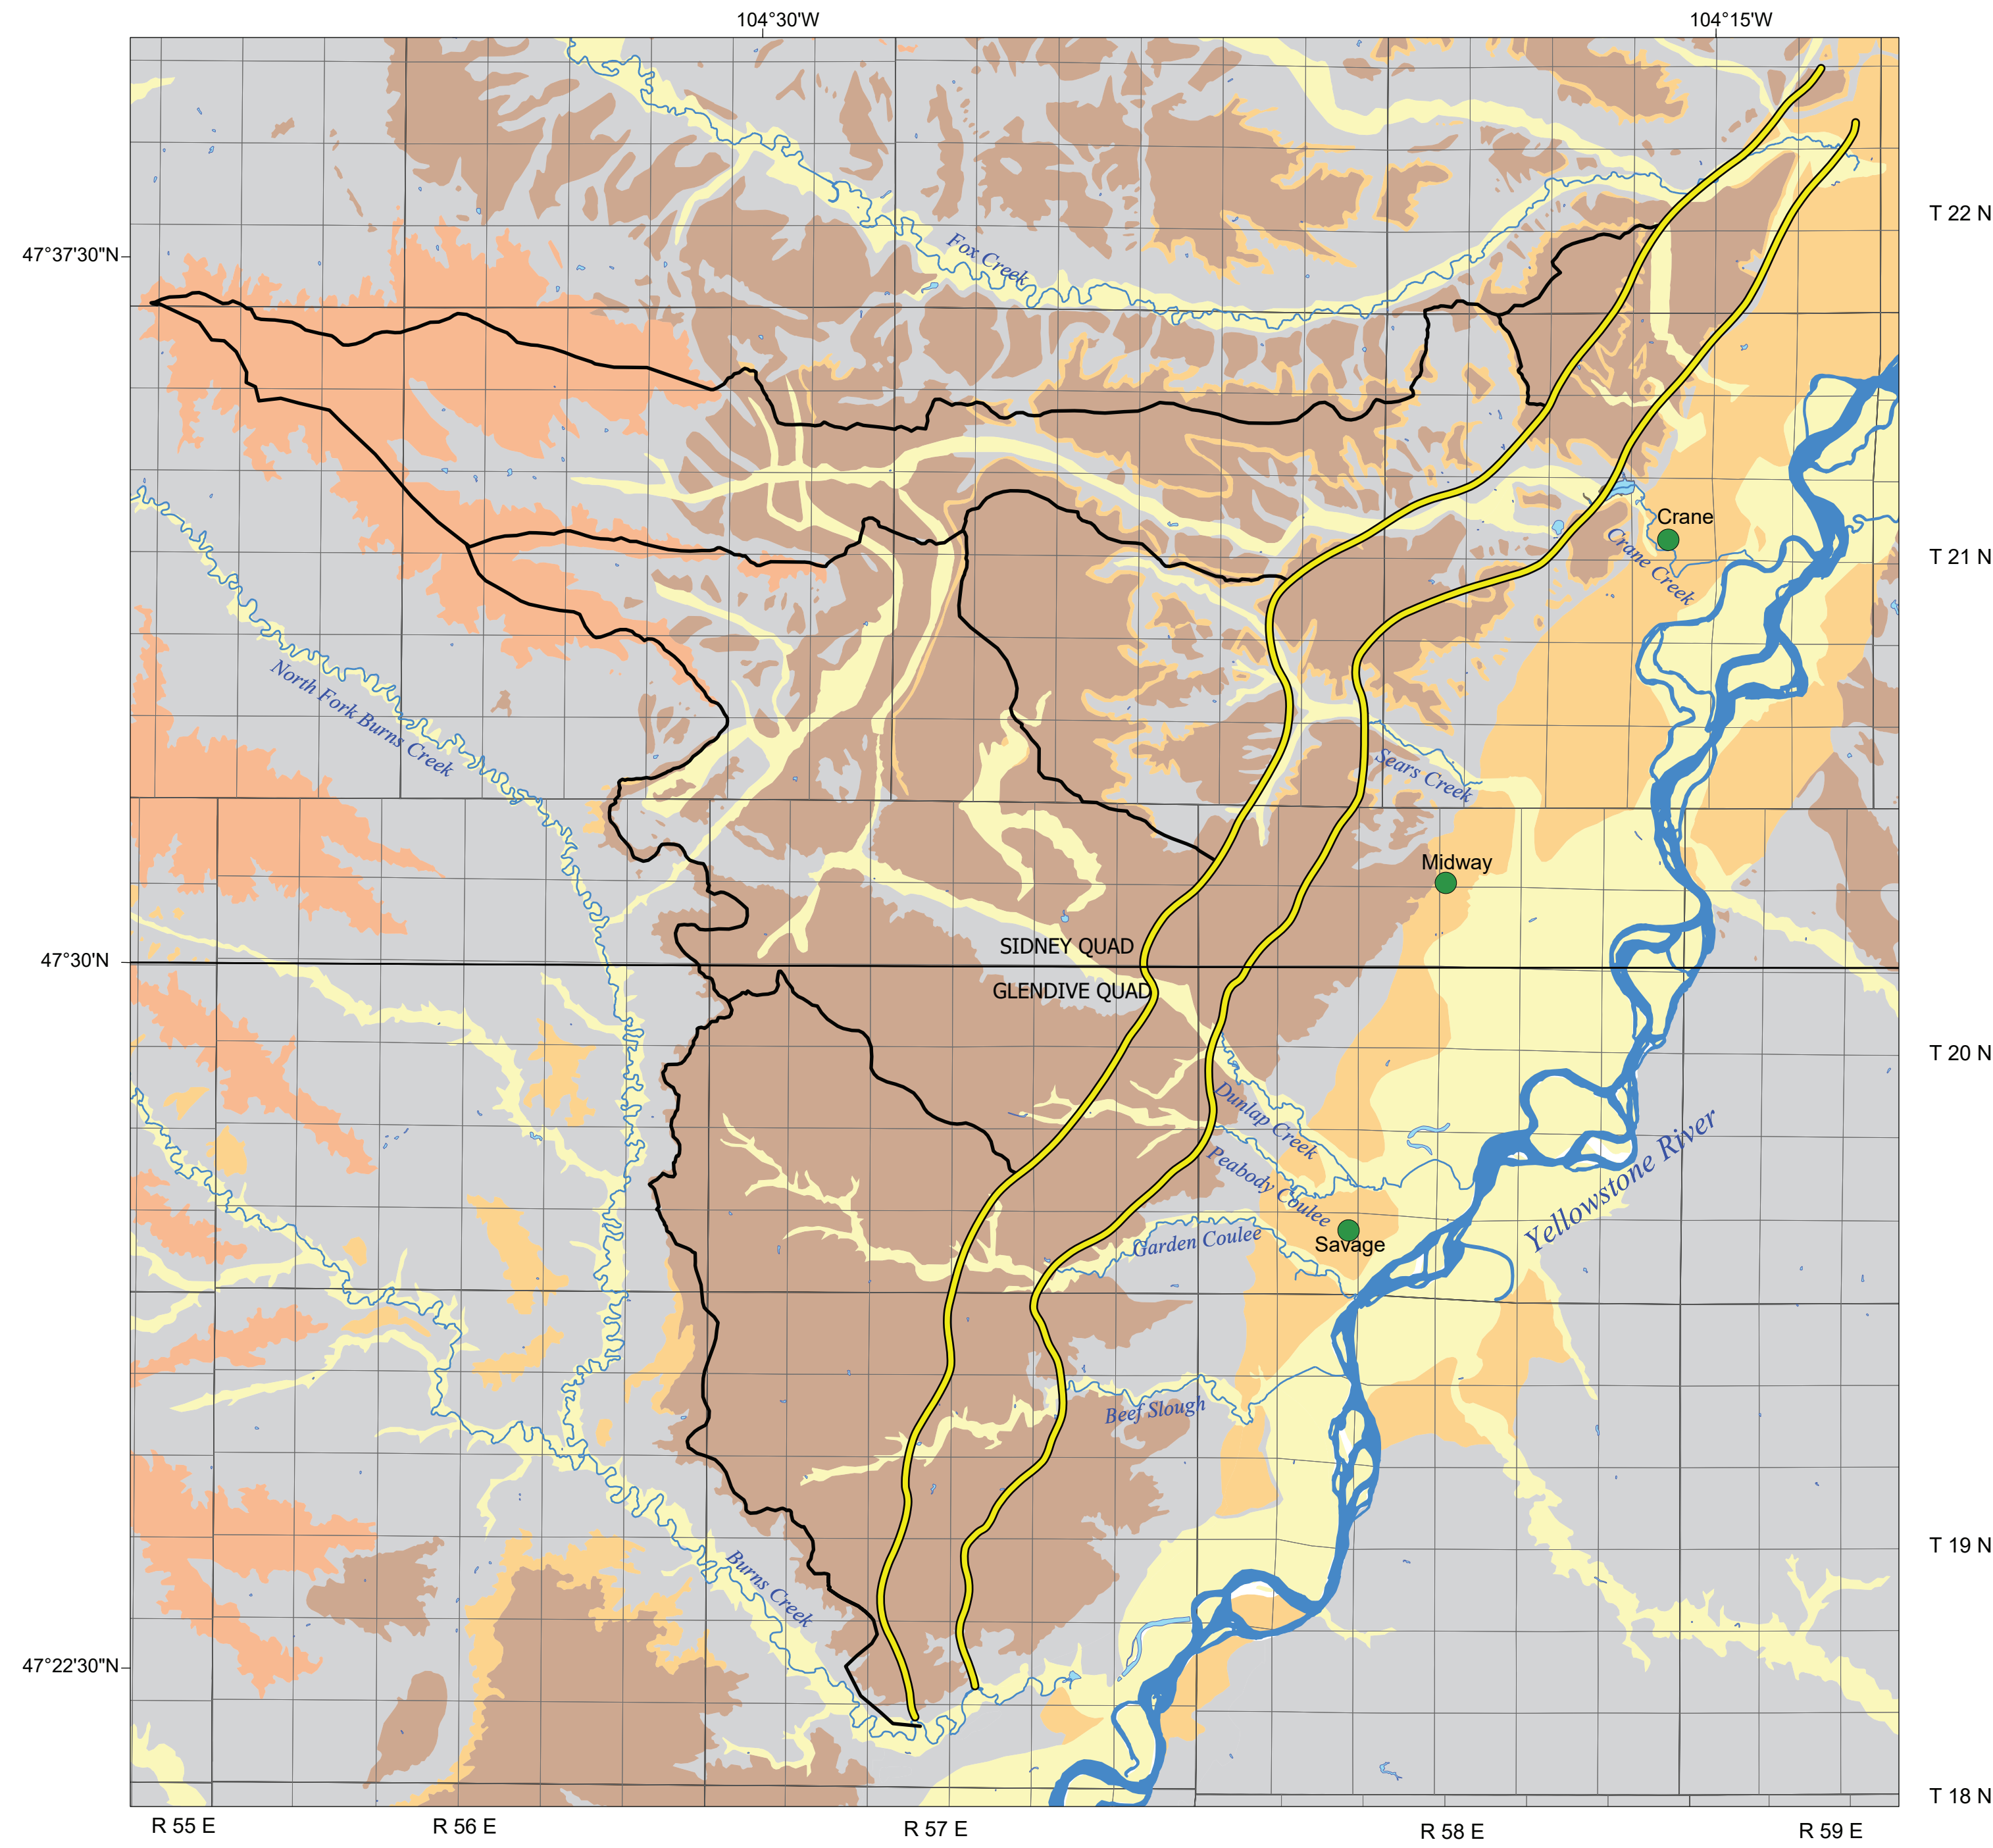 104°30'W
104°15'W
T 22 N
Fox Creek
47°37'30"N
Crane
T 21 N
Crane Creek
North Fork Burns Creek
Sears Creek
Midway
SIDNEY QUAD
47°30'N
GLENDIVE QUAD
T 20 N
Dunlap Creek
Peabody Coulee
Yellowstone River
Garden Coulee
Savage
Beef Slough
T 19 N
Burns Creek
47°22'30"N
T 18 N
R 55 E
R 56 E
R 57 E
R 58 E
R 59 E